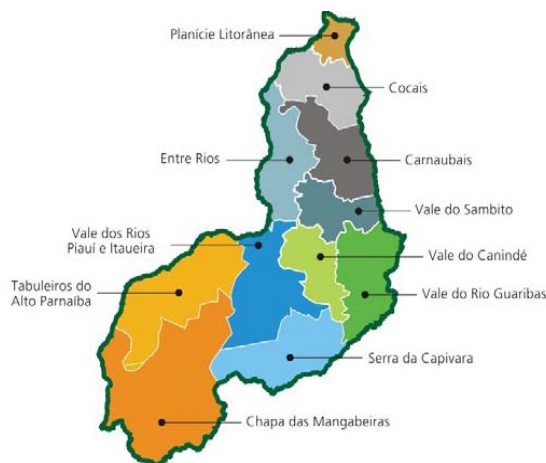 Planície Litorânea
Cocais
Entre Rios
Carnaubais
Vale do Sambito
Vale dos Rios
Piauí e Itaueira
Vale do Canindé
Tabuleiros do
Alto Parnaíba
Vale do Rio Guaribas
Serra da Capivara
Chapa das Mangabeiras